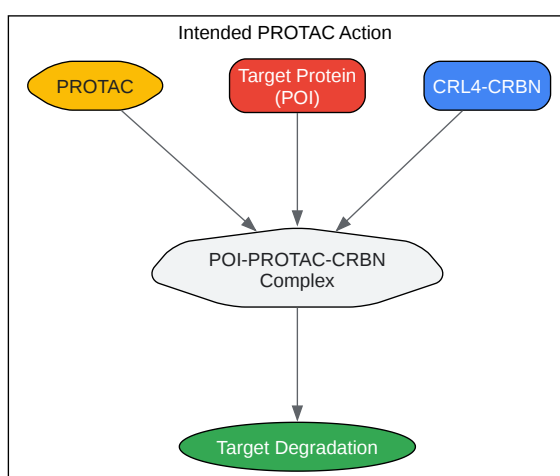 Intended PROTAC Action
PROTAC
Target Protein
(POI)
CRL4-CRBN
POI-PROTAC-CRBN
Complex
Target Degradation